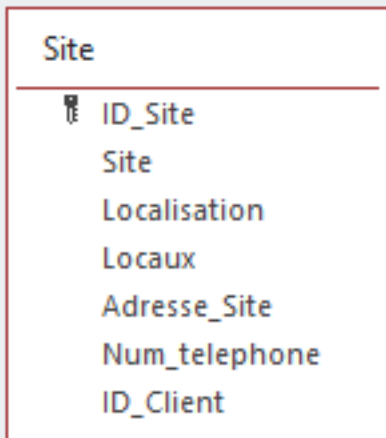 Site
ID_Site
Site
Localisation
Locaux
Adresse_Site
Num_telephone
ID_Client